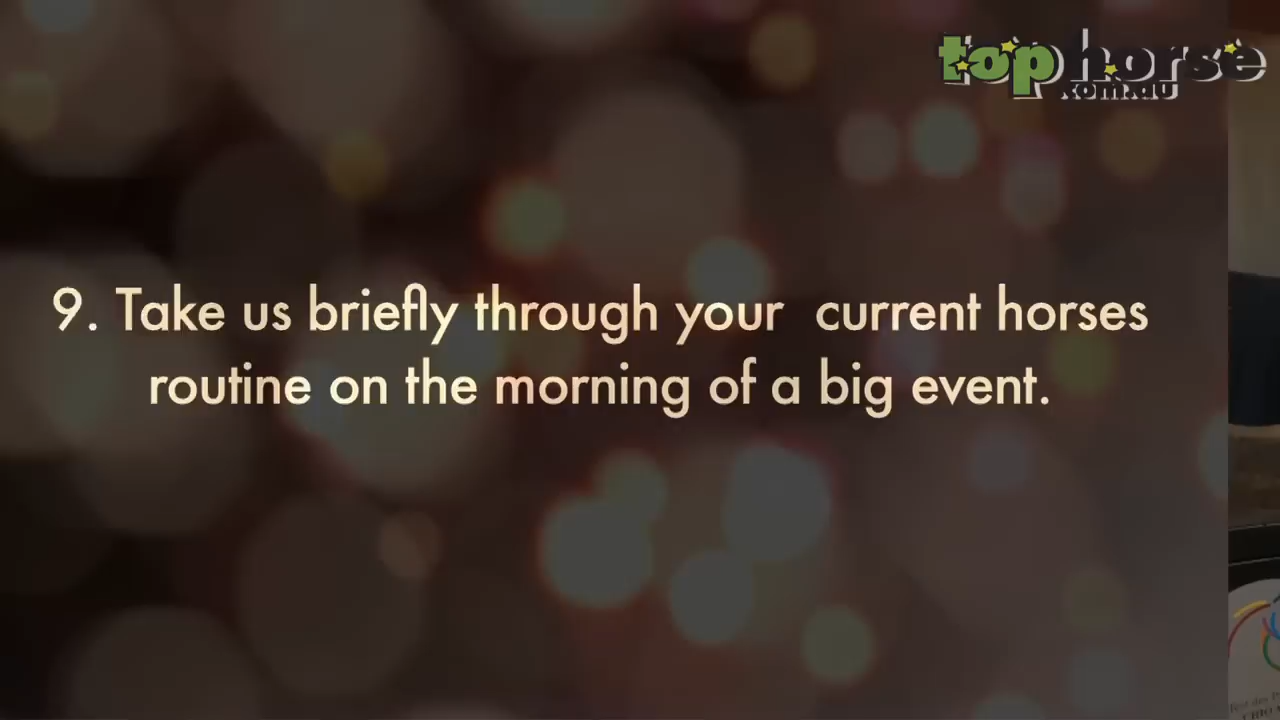 tophorse
.com.au
9. Take us briefly through your  current horses
routine on the morning of a big event.